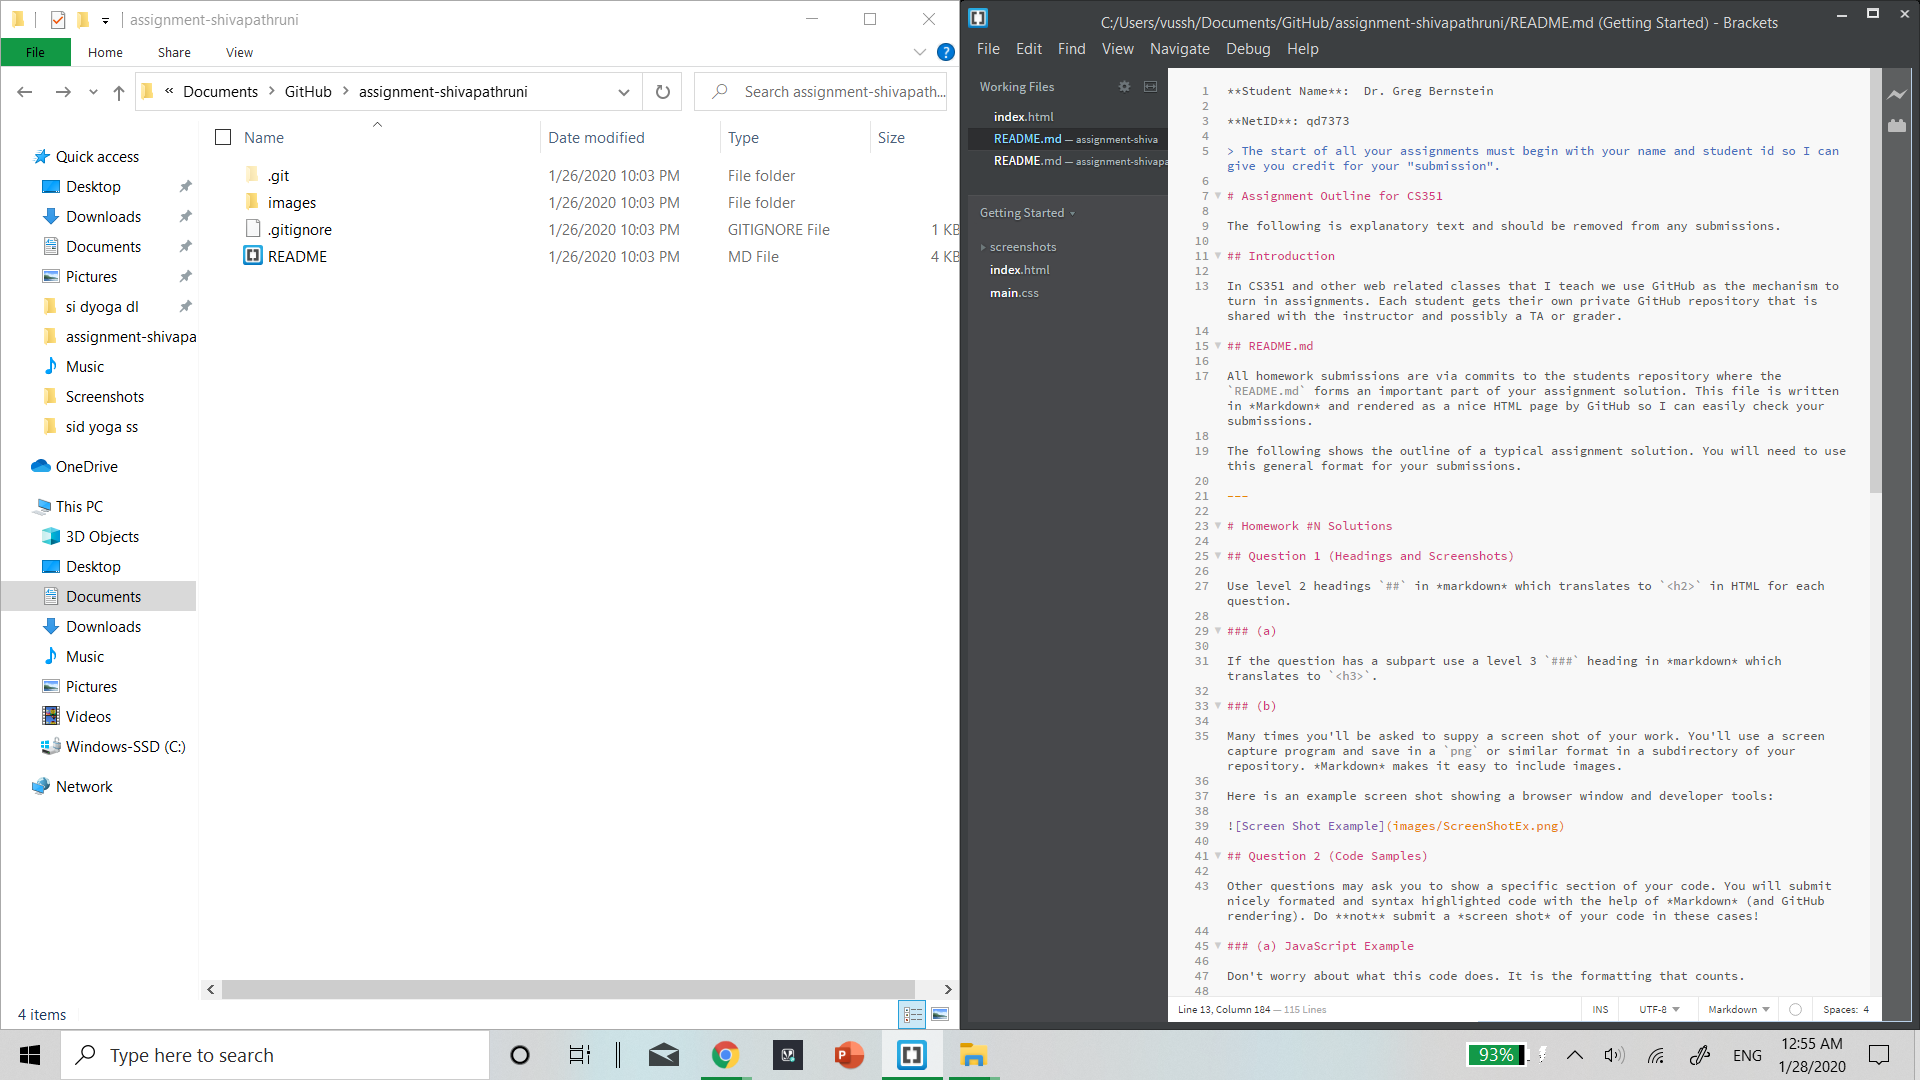 assignment-shivapathruni
File Home Share View
« Documents > GitHub > assignment-shivapathruni
Search assignment-shivapath...
Name Date modified Type Size
.git 1/26/2020 10:03 PM File folder
images 1/26/2020 10:03 PM File folder
.gitignore 1/26/2020 10:03 PM GITIGNORE File 1 KB
README 1/26/2020 10:03 PM MD File 4 KB
Quick access
Desktop
Downloads
Documents
Pictures
si dyoga dl
assignment-shivapa
Music
Screenshots
sid yoga ss
OneDrive
This PC
3D Objects
Desktop
Documents
Downloads
Music
Pictures
Videos
Windows-SSD (C:)
Network
4 items
C:/Users/vussh/Documents/GitHub/assignment-shivapathruni/README.md (Getting Started) - Brackets
File Edit Find View Navigate Debug Help
Working Files
index.html
README.md — assignment-shiva
README.md — assignment-shivapa
Getting Started
screenshots
index.html
main.css
1 **Student Name**:  Dr. Greg Bernstein
2
3 **NetID**: qd7373
4
5 > The start of all your assignments must begin with your name and student id so I can
give you credit for your "submission".
6
7 # Assignment Outline for CS351
8
9 The following is explanatory text and should be removed from any submissions.
10
11 ## Introduction
12
13 In CS351 and other web related classes that I teach we use GitHub as the mechanism to
turn in assignments. Each student gets their own private GitHub repository that is
shared with the instructor and possibly a TA or grader.
14
15 ## README.md
16
17 All homework submissions are via commits to the students repository where the
`README.md` forms an important part of your assignment solution. This file is written
in *Markdown* and rendered as a nice HTML page by GitHub so I can easily check your
submissions.
18
19 The following shows the outline of a typical assignment solution. You will need to use
this general format for your submissions.
20
21 ---
22
23 # Homework #N Solutions
24
25 ## Question 1 (Headings and Screenshots)
26
27 Use level 2 headings `##` in *markdown* which translates to `<h2>` in HTML for each
question.
28
29 ### (a)
30
31 If the question has a subpart use a level 3 `###` heading in *markdown* which
translates to `<h3>`.
32
33 ### (b)
34
35 Many times you'll be asked to suppy a screen shot of your work. You'll use a screen
capture program and save in a `png` or similar format in a subdirectory of your
repository. *Markdown* makes it easy to include images.
36
37 Here is an example screen shot showing a browser window and developer tools:
38
39 ![Screen Shot Example](images/ScreenShotEx.png)
40
41 ## Question 2 (Code Samples)
42
43 Other questions may ask you to show a specific section of your code. You will submit
nicely formated and syntax highlighted code with the help of *Markdown* (and GitHub
rendering). Do **not** submit a *screen shot* of your code in these cases!
44
45 ### (a) JavaScript Example
46
47 Don't worry about what this code does. It is the formatting that counts.
48
Line 13, Column 184 — 115 Lines INS UTF-8 Markdown Spaces: 4
Type here to search
93% ENG 12:55 AM
1/28/2020